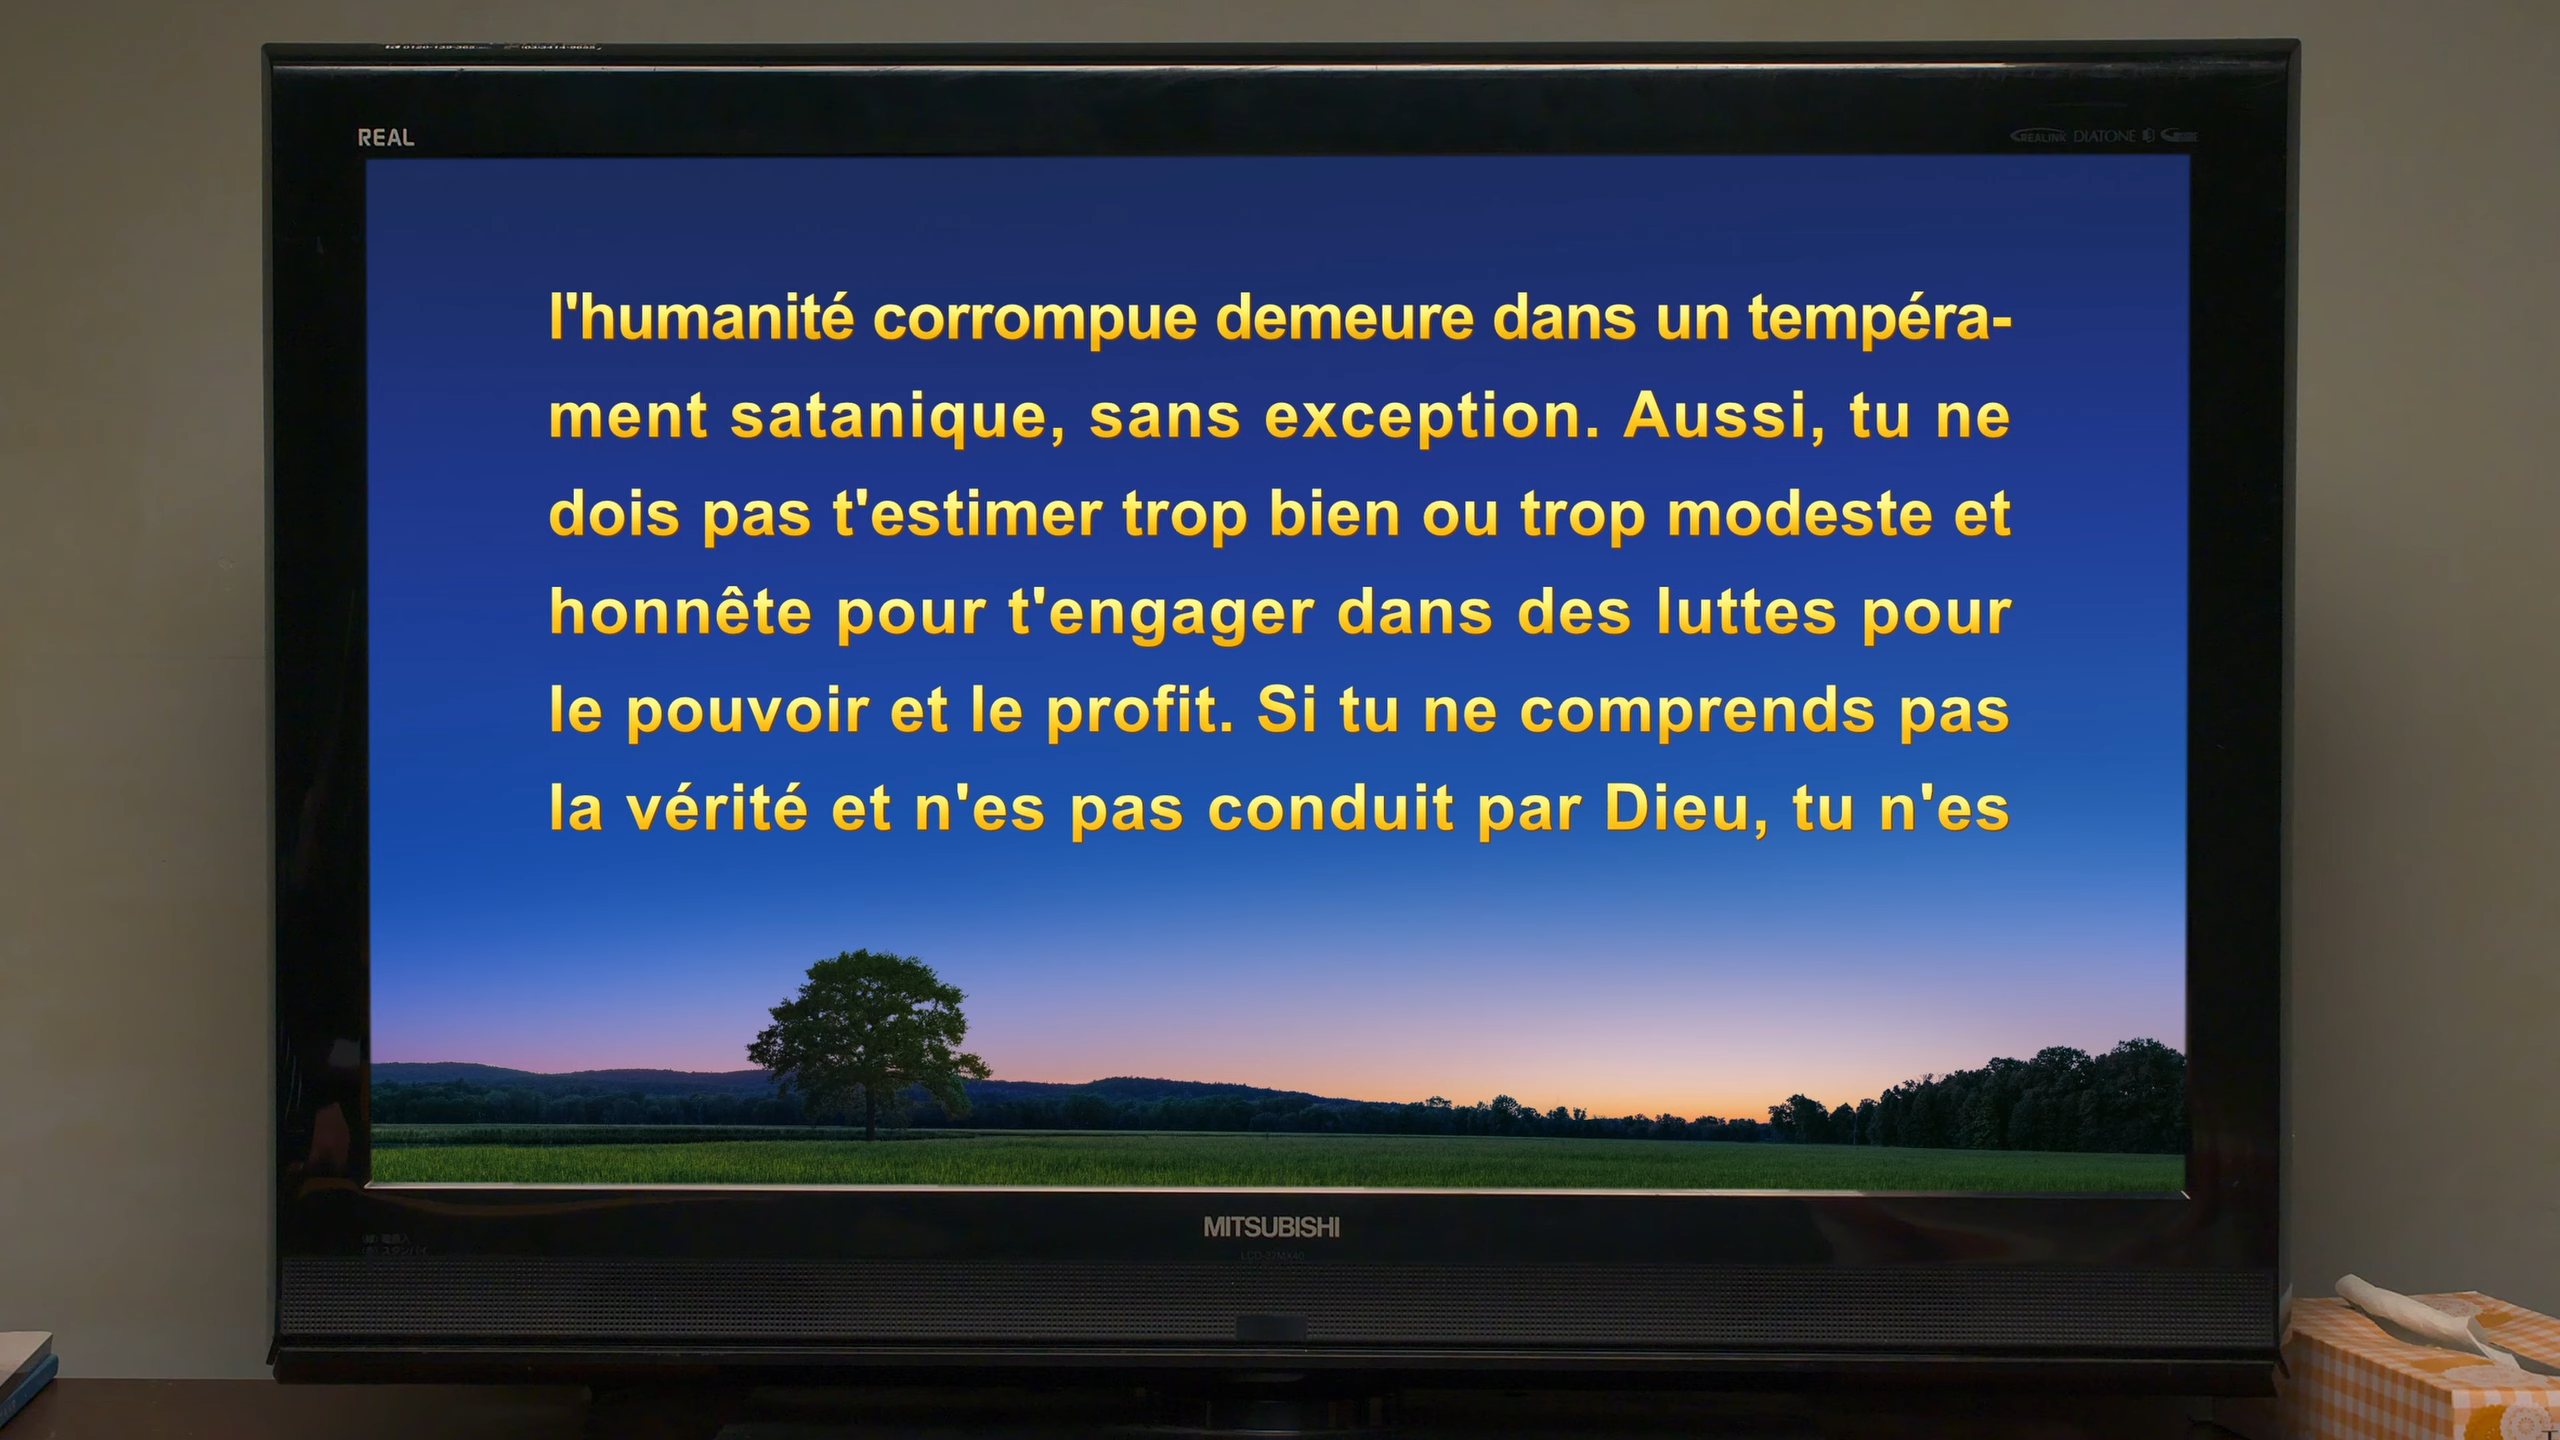 REAL
REALINK DIATONE
l'humanité corrompue demeure dans un tempéra-
ment satanique, sans exception. Aussi, tu ne
dois pas t'estimer trop bien ou trop modeste et
honnête pour t'engager dans des luttes pour
le pouvoir et le profit. Si tu ne comprends pas
la vérité et n'es pas conduit par Dieu, tu n'es
MITSUBISHI